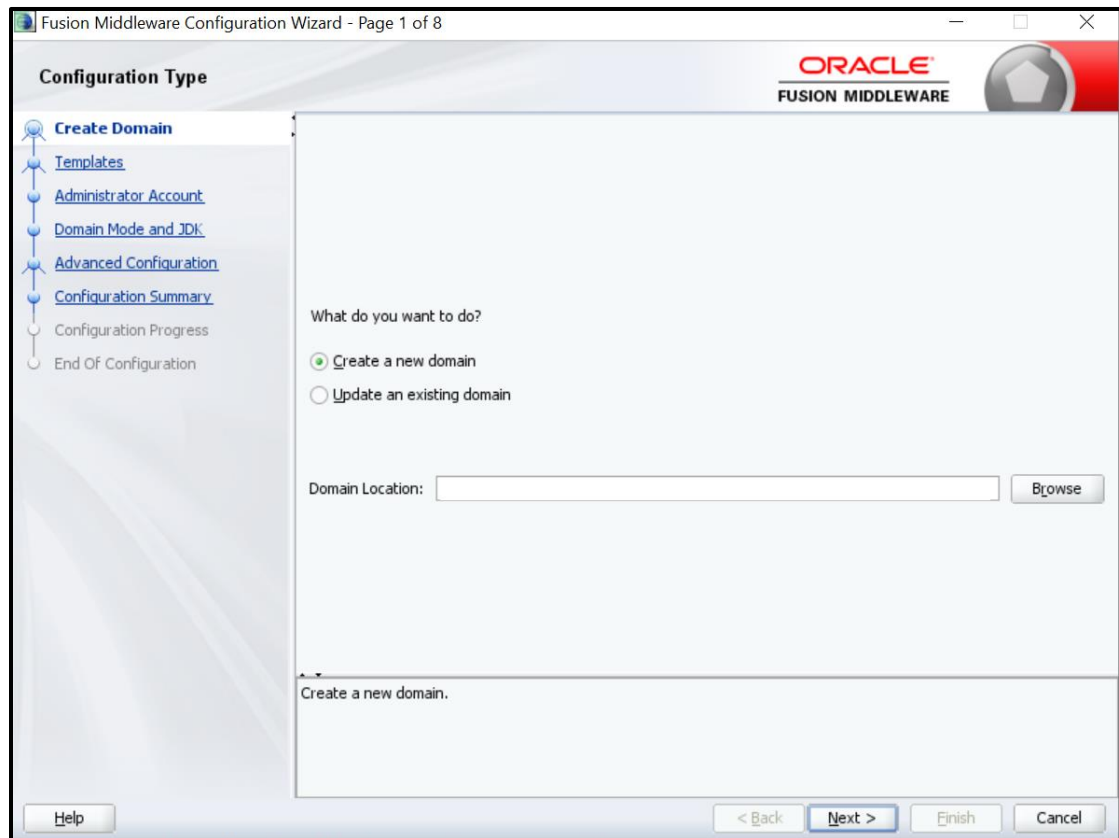 Fusion Middleware Configuration Wizard - Page 1 of 8
Configuration Type
ORACLE
FUSION MIDDLEWARE
Create Domain
Templates
Administrator Account
Domain Mode and JDK
Advanced Configuration
Configuration Summary
Configuration Progress
End Of Configuration
What do you want to do?
Create a new domain
Update an existing domain
Domain Location:
Browse
Create a new domain.
Help
< Back
Next >
Finish
Cancel